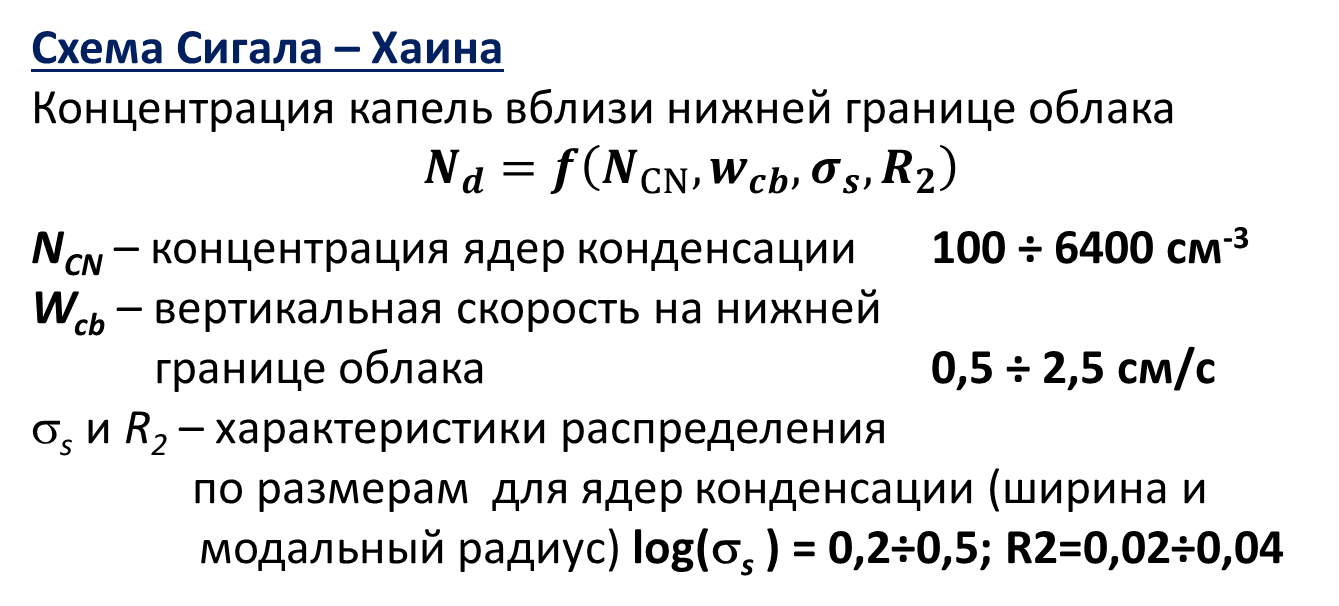 Схема Сигала – Хаина
Концентрация капель вблизи нижней границе облака
N_d = f(N_CN, w_cb, σ_s, R_2)
N_CN – концентрация ядер конденсации 100 ÷ 6400 см⁻³
W_cb – вертикальная скорость на нижней
границе облака 0,5 ÷ 2,5 см/с
σ_s и R_2 – характеристики распределения
по размерам для ядер конденсации (ширина и
модальный радиус) log(σ_s ) = 0,2÷0,5; R2=0,02÷0,04